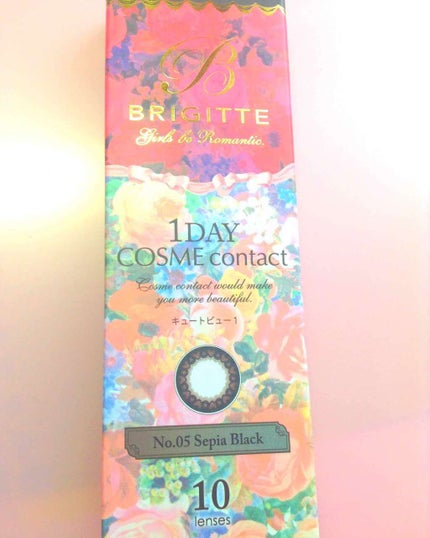 B
BRIGITTE
Girls be Romantic.
1DAY
COSME contact
Cosme contact would make
you more beautiful.
キュートビュー1
No.05 Sepia Black
10
lenses